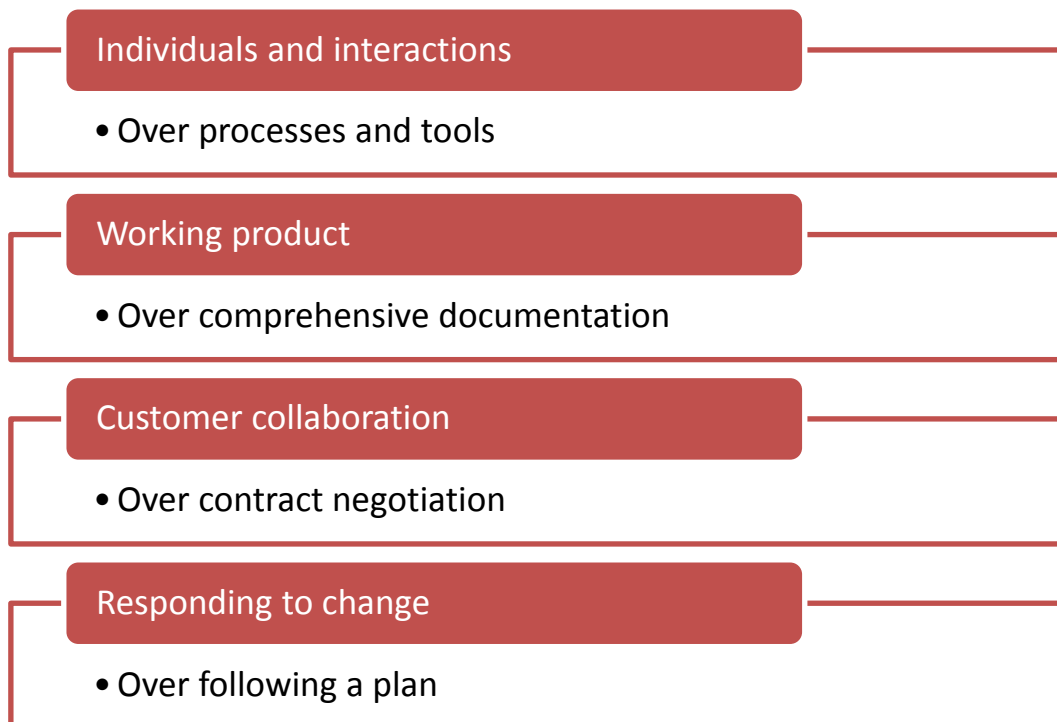 Individuals and interactions
• Over processes and tools
Working product
• Over comprehensive documentation
Customer collaboration
• Over contract negotiation
Responding to change
• Over following a plan